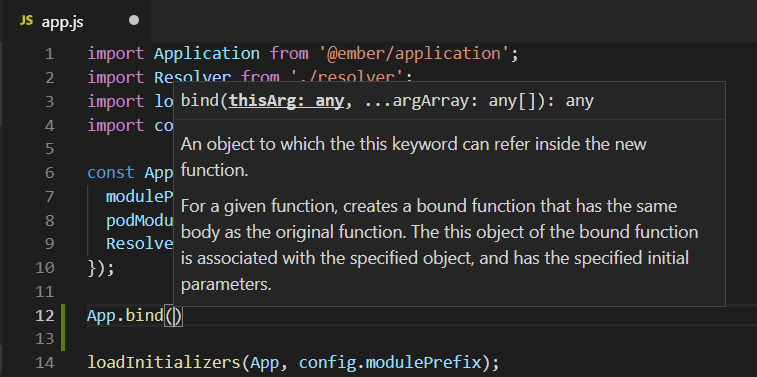 JS app.js
1 import Application from '@ember/application';
2 import Resolver from './resolver';
3 import lo
bind(thisArg: any, ...argArray: any[]): any
4 import co
An object to which the this keyword can refer inside the new
5
function.
6 const App
7 moduleP
For a given function, creates a bound function that has the same
8 podModu
body as the original function. The this object of the bound function
9 Resolve
is associated with the specified object, and has the specified initial
10 });
parameters.
11
12 App.bind()
13
14 loadInitializers(App, config.modulePrefix);